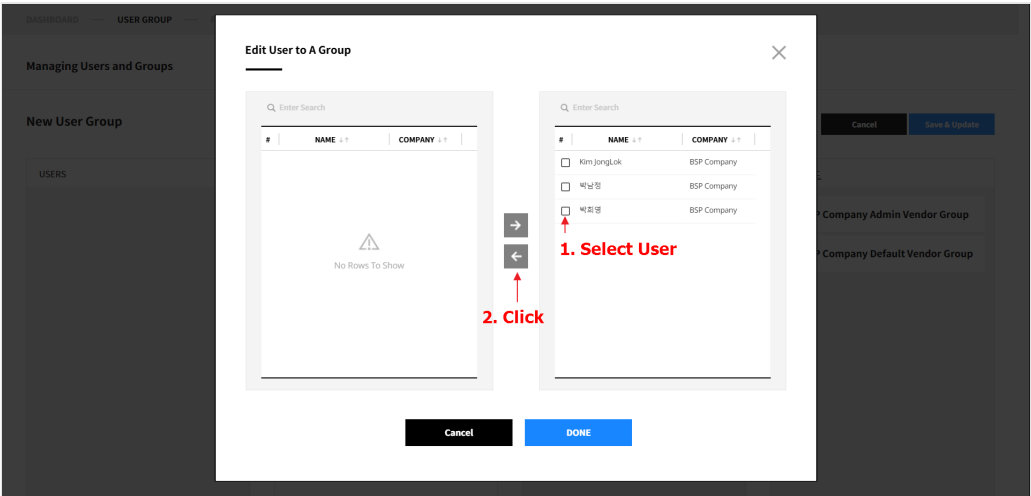 DASHBOARD — USER GROUP —
Managing Users and Groups
New User Group
Cancel
Save & Update
USERS
Company Admin Vendor Group
Company Default Vendor Group
Edit User to A Group
Enter Search
# NAME ↓↑ COMPANY ↓↑
No Rows To Show
Enter Search
# NAME ↓↑ COMPANY ↓↑
Kim JongLok BSP Company
박남정 BSP Company
박희영 BSP Company
1. Select User
2. Click
Cancel
DONE